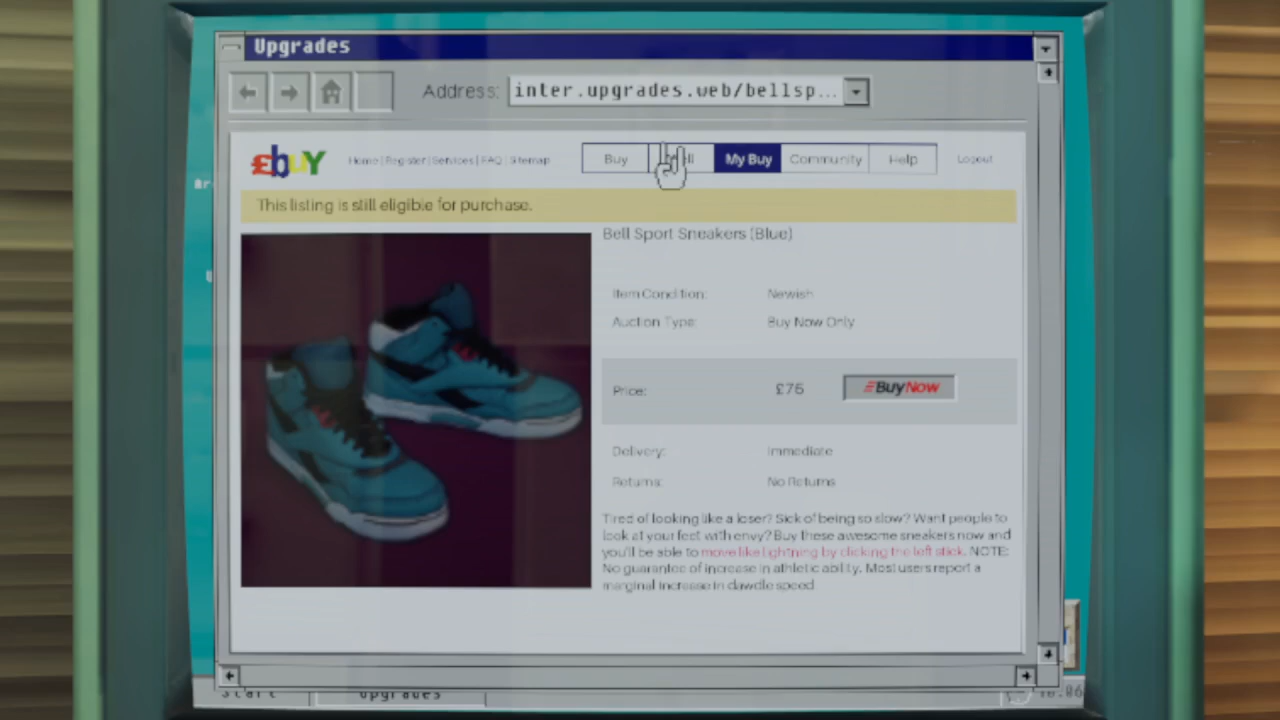 Upgrades
Address: inter.upgrades.web/bellsp...
£buY Home | Register | Services | FAQ | Sitemap Buy My Buy Community Help Logout
This listing is still eligible for purchase.
Bell Sport Sneakers (Blue)
Item Condition: Newish
Auction Type: Buy Now Only
Price: £75 BuyNow
Delivery: Immediate
Returns: No Returns
Tired of looking like a loser? Sick of being so slow? Want people to
look at your feet with envy? Buy these awesome sneakers now and
you'll be able to move like lightning by clicking the left stick. NOTE:
No guarantee of increase in athletic ability. Most users report a
marginal increase in dawdle speed
Start Upgrades